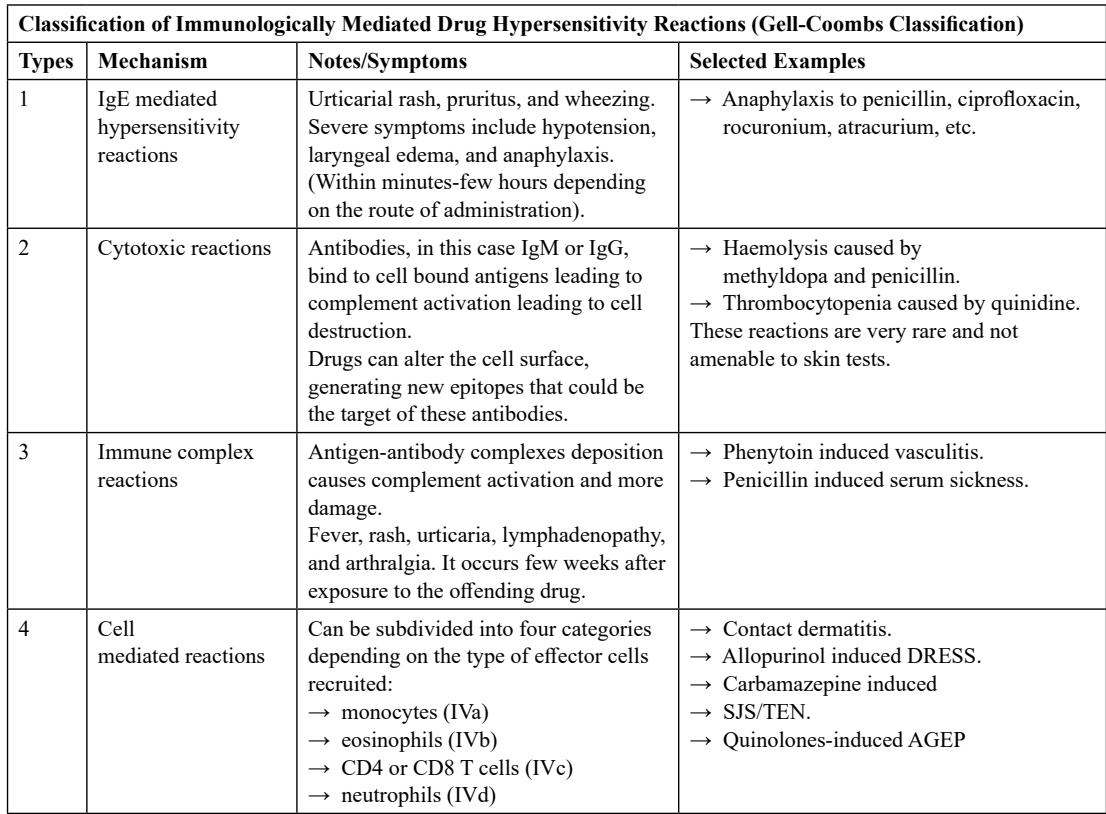 Classification of Immunologically Mediated Drug Hypersensitivity Reactions (Gell-Coombs Classification)
Types Mechanism Notes/Symptoms Selected Examples
1
IgE mediated
hypersensitivity
reactions
Urticarial rash, pruritus, and wheezing.
Severe symptoms include hypotension,
laryngeal edema, and anaphylaxis.
(Within minutes-few hours depending
on the route of administration).
→ Anaphylaxis to penicillin, ciprofloxacin,
rocuronium, atracurium, etc.
2
Cytotoxic reactions
Antibodies, in this case IgM or IgG,
bind to cell bound antigens leading to
complement activation leading to cell
destruction.
Drugs can alter the cell surface,
generating new epitopes that could be
the target of these antibodies.
→ Haemolysis caused by
methyldopa and penicillin.
→ Thrombocytopenia caused by quinidine.
These reactions are very rare and not
amenable to skin tests.
3
Immune complex
reactions
Antigen-antibody complexes deposition
causes complement activation and more
damage.
Fever, rash, urticaria, lymphadenopathy,
and arthralgia. It occurs few weeks after
exposure to the offending drug.
→ Phenytoin induced vasculitis.
→ Penicillin induced serum sickness.
4
Cell
mediated reactions
Can be subdivided into four categories
depending on the type of effector cells
recruited:
→ monocytes (IVa)
→ eosinophils (IVb)
→ CD4 or CD8 T cells (IVc)
→ neutrophils (IVd)
→ Contact dermatitis.
→ Allopurinol induced DRESS.
→ Carbamazepine induced
→ SJS/TEN.
→ Quinolones-induced AGEP